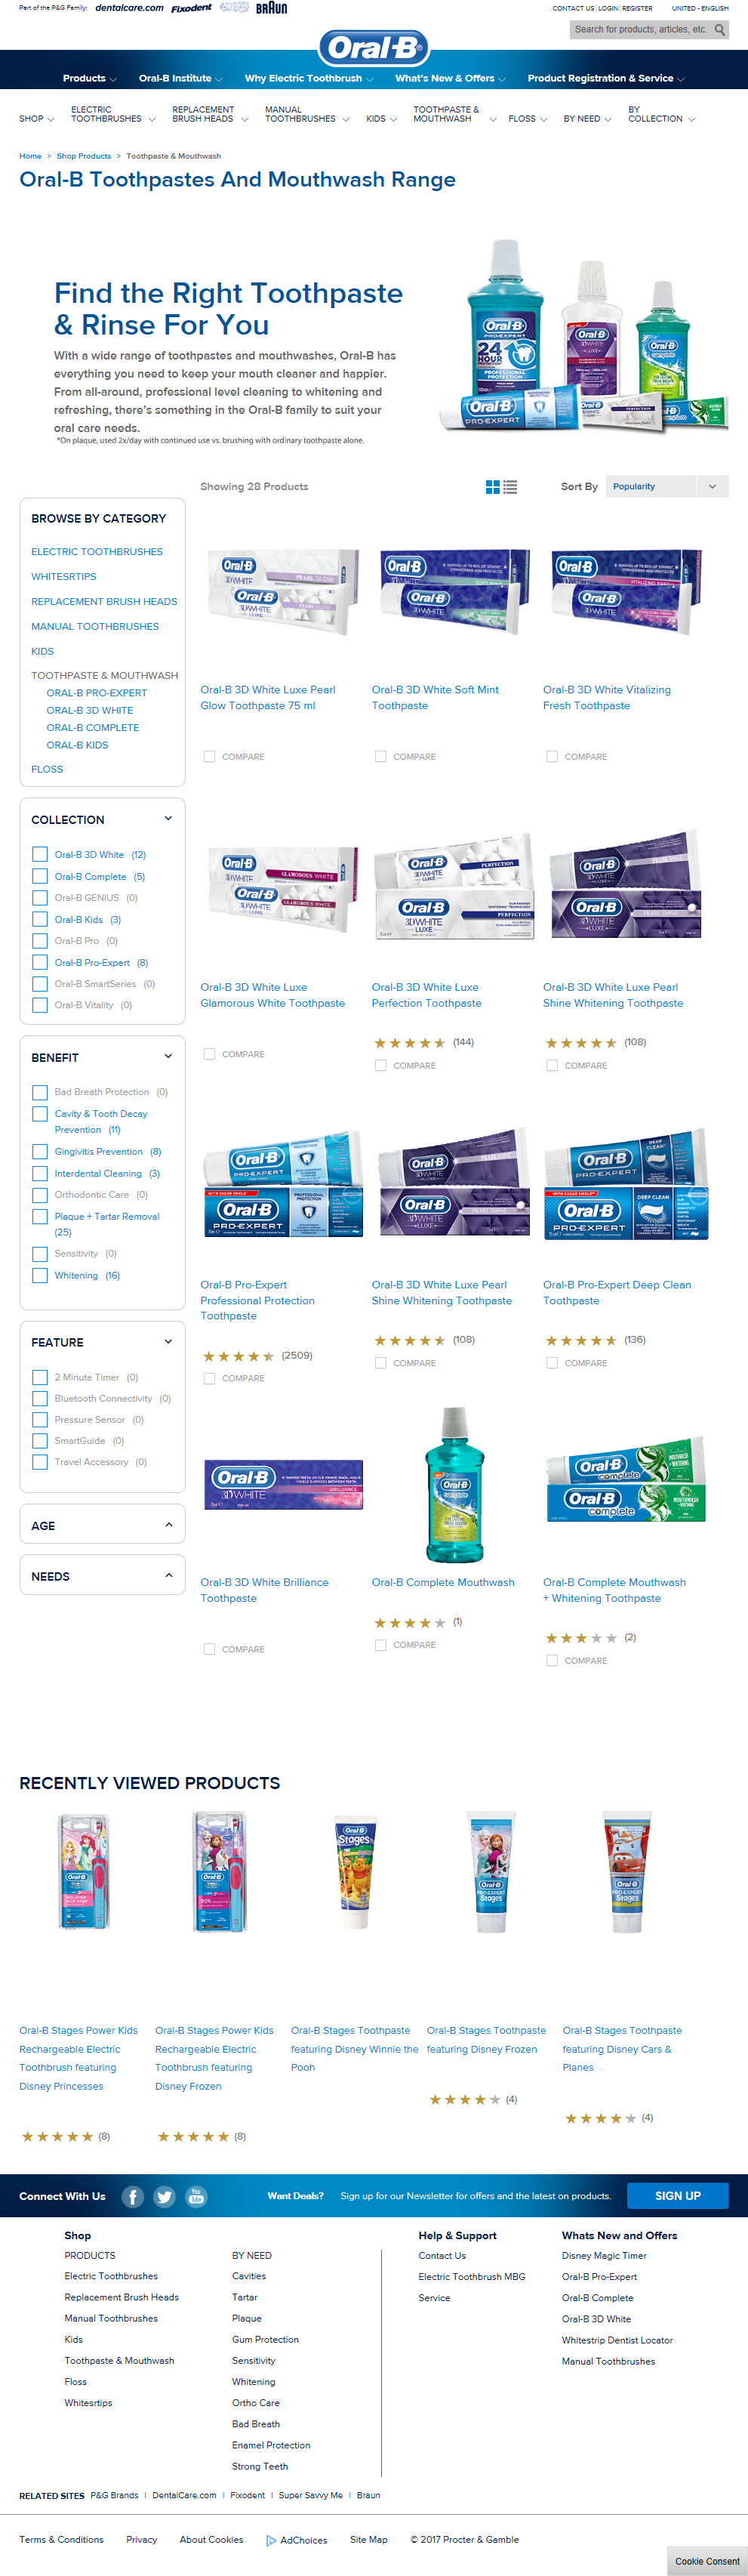 Part of the P&G Family: dentalcare.com Fixodent BRAUN
CONTACT US | LOGIN | REGISTER UNITED - ENGLISH
Search for products, articles, etc.
Oral-B
Products Oral-B Institute Why Electric Toothbrush What's New & Offers Product Registration & Service
SHOP ELECTRIC TOOTHBRUSHES REPLACEMENT BRUSH HEADS MANUAL TOOTHBRUSHES KIDS TOOTHPASTE & MOUTHWASH FLOSS BY NEED BY COLLECTION
Home > Shop Products > Toothpaste & Mouthwash
Oral-B Toothpastes And Mouthwash Range
Find the Right Toothpaste
& Rinse For You
With a wide range of toothpastes and mouthwashes, Oral-B has
everything you need to keep your mouth cleaner and happier.
From all-around, professional level cleaning to whitening and
refreshing, there's something in the Oral-B family to suit your
oral care needs.
*On plaque, used 2x/day with continued use vs. brushing with ordinary toothpaste alone.
Showing 28 Products
Sort By Popularity
BROWSE BY CATEGORY
ELECTRIC TOOTHBRUSHES
WHITESRTIPS
REPLACEMENT BRUSH HEADS
MANUAL TOOTHBRUSHES
KIDS
TOOTHPASTE & MOUTHWASH
ORAL-B PRO-EXPERT
ORAL-B 3D WHITE
ORAL-B COMPLETE
ORAL-B KIDS
FLOSS
COLLECTION
Oral-B 3D White (12)
Oral-B Complete (5)
Oral-B GENIUS (0)
Oral-B Kids (3)
Oral-B Pro (0)
Oral-B Pro-Expert (8)
Oral-B SmartSeries (0)
Oral-B Vitality (0)
BENEFIT
Bad Breath Protection (0)
Cavity & Tooth Decay
Prevention (11)
Gingivitis Prevention (8)
Interdental Cleaning (3)
Orthodontic Care (0)
Plaque + Tartar Removal
(25)
Sensitivity (0)
Whitening (16)
FEATURE
2 Minute Timer (0)
Bluetooth Connectivity (0)
Pressure Sensor (0)
SmartGuide (0)
Travel Accessory (0)
AGE
NEEDS
Oral-B 3D White Luxe Pearl
Glow Toothpaste 75 ml
COMPARE
Oral-B 3D White Soft Mint
Toothpaste
COMPARE
Oral-B 3D White Vitalizing
Fresh Toothpaste
COMPARE
Oral-B 3D White Luxe
Glamorous White Toothpaste
COMPARE
Oral-B 3D White Luxe
Perfection Toothpaste
(144)
COMPARE
Oral-B 3D White Luxe Pearl
Shine Whitening Toothpaste
(108)
COMPARE
Oral-B Pro-Expert
Professional Protection
Toothpaste
(2509)
COMPARE
Oral-B 3D White Luxe Pearl
Shine Whitening Toothpaste
(108)
COMPARE
Oral-B Pro-Expert Deep Clean
Toothpaste
(136)
COMPARE
Oral-B 3D White Brilliance
Toothpaste
COMPARE
Oral-B Complete Mouthwash
(1)
COMPARE
Oral-B Complete Mouthwash
+ Whitening Toothpaste
(2)
COMPARE
RECENTLY VIEWED PRODUCTS
Oral-B Stages Power Kids
Rechargeable Electric
Toothbrush featuring
Disney Princesses
(8)
Oral-B Stages Power Kids
Rechargeable Electric
Toothbrush featuring
Disney Frozen
(8)
Oral-B Stages Toothpaste
featuring Disney Winnie the
Pooh
Oral-B Stages Toothpaste
featuring Disney Frozen
(4)
Oral-B Stages Toothpaste
featuring Disney Cars &
Planes
(4)
Connect With Us
Want Deals? Sign up for our Newsletter for offers and the latest on products. SIGN UP
Shop
PRODUCTS
Electric Toothbrushes
Replacement Brush Heads
Manual Toothbrushes
Kids
Toothpaste & Mouthwash
Floss
Whitesrtips
BY NEED
Cavities
Tartar
Plaque
Gum Protection
Sensitivity
Whitening
Ortho Care
Bad Breath
Enamel Protection
Strong Teeth
Help & Support
Contact Us
Electric Toothbrush MBG
Service
Whats New and Offers
Disney Magic Timer
Oral-B Pro-Expert
Oral-B Complete
Oral-B 3D White
Whitestrip Dentist Locator
Manual Toothbrushes
RELATED SITES P&G Brands | DentalCare.com | Fixodent | Super Savvy Me | Braun
Terms & Conditions Privacy About Cookies AdChoices Site Map © 2017 Procter & Gamble
Cookie Consent